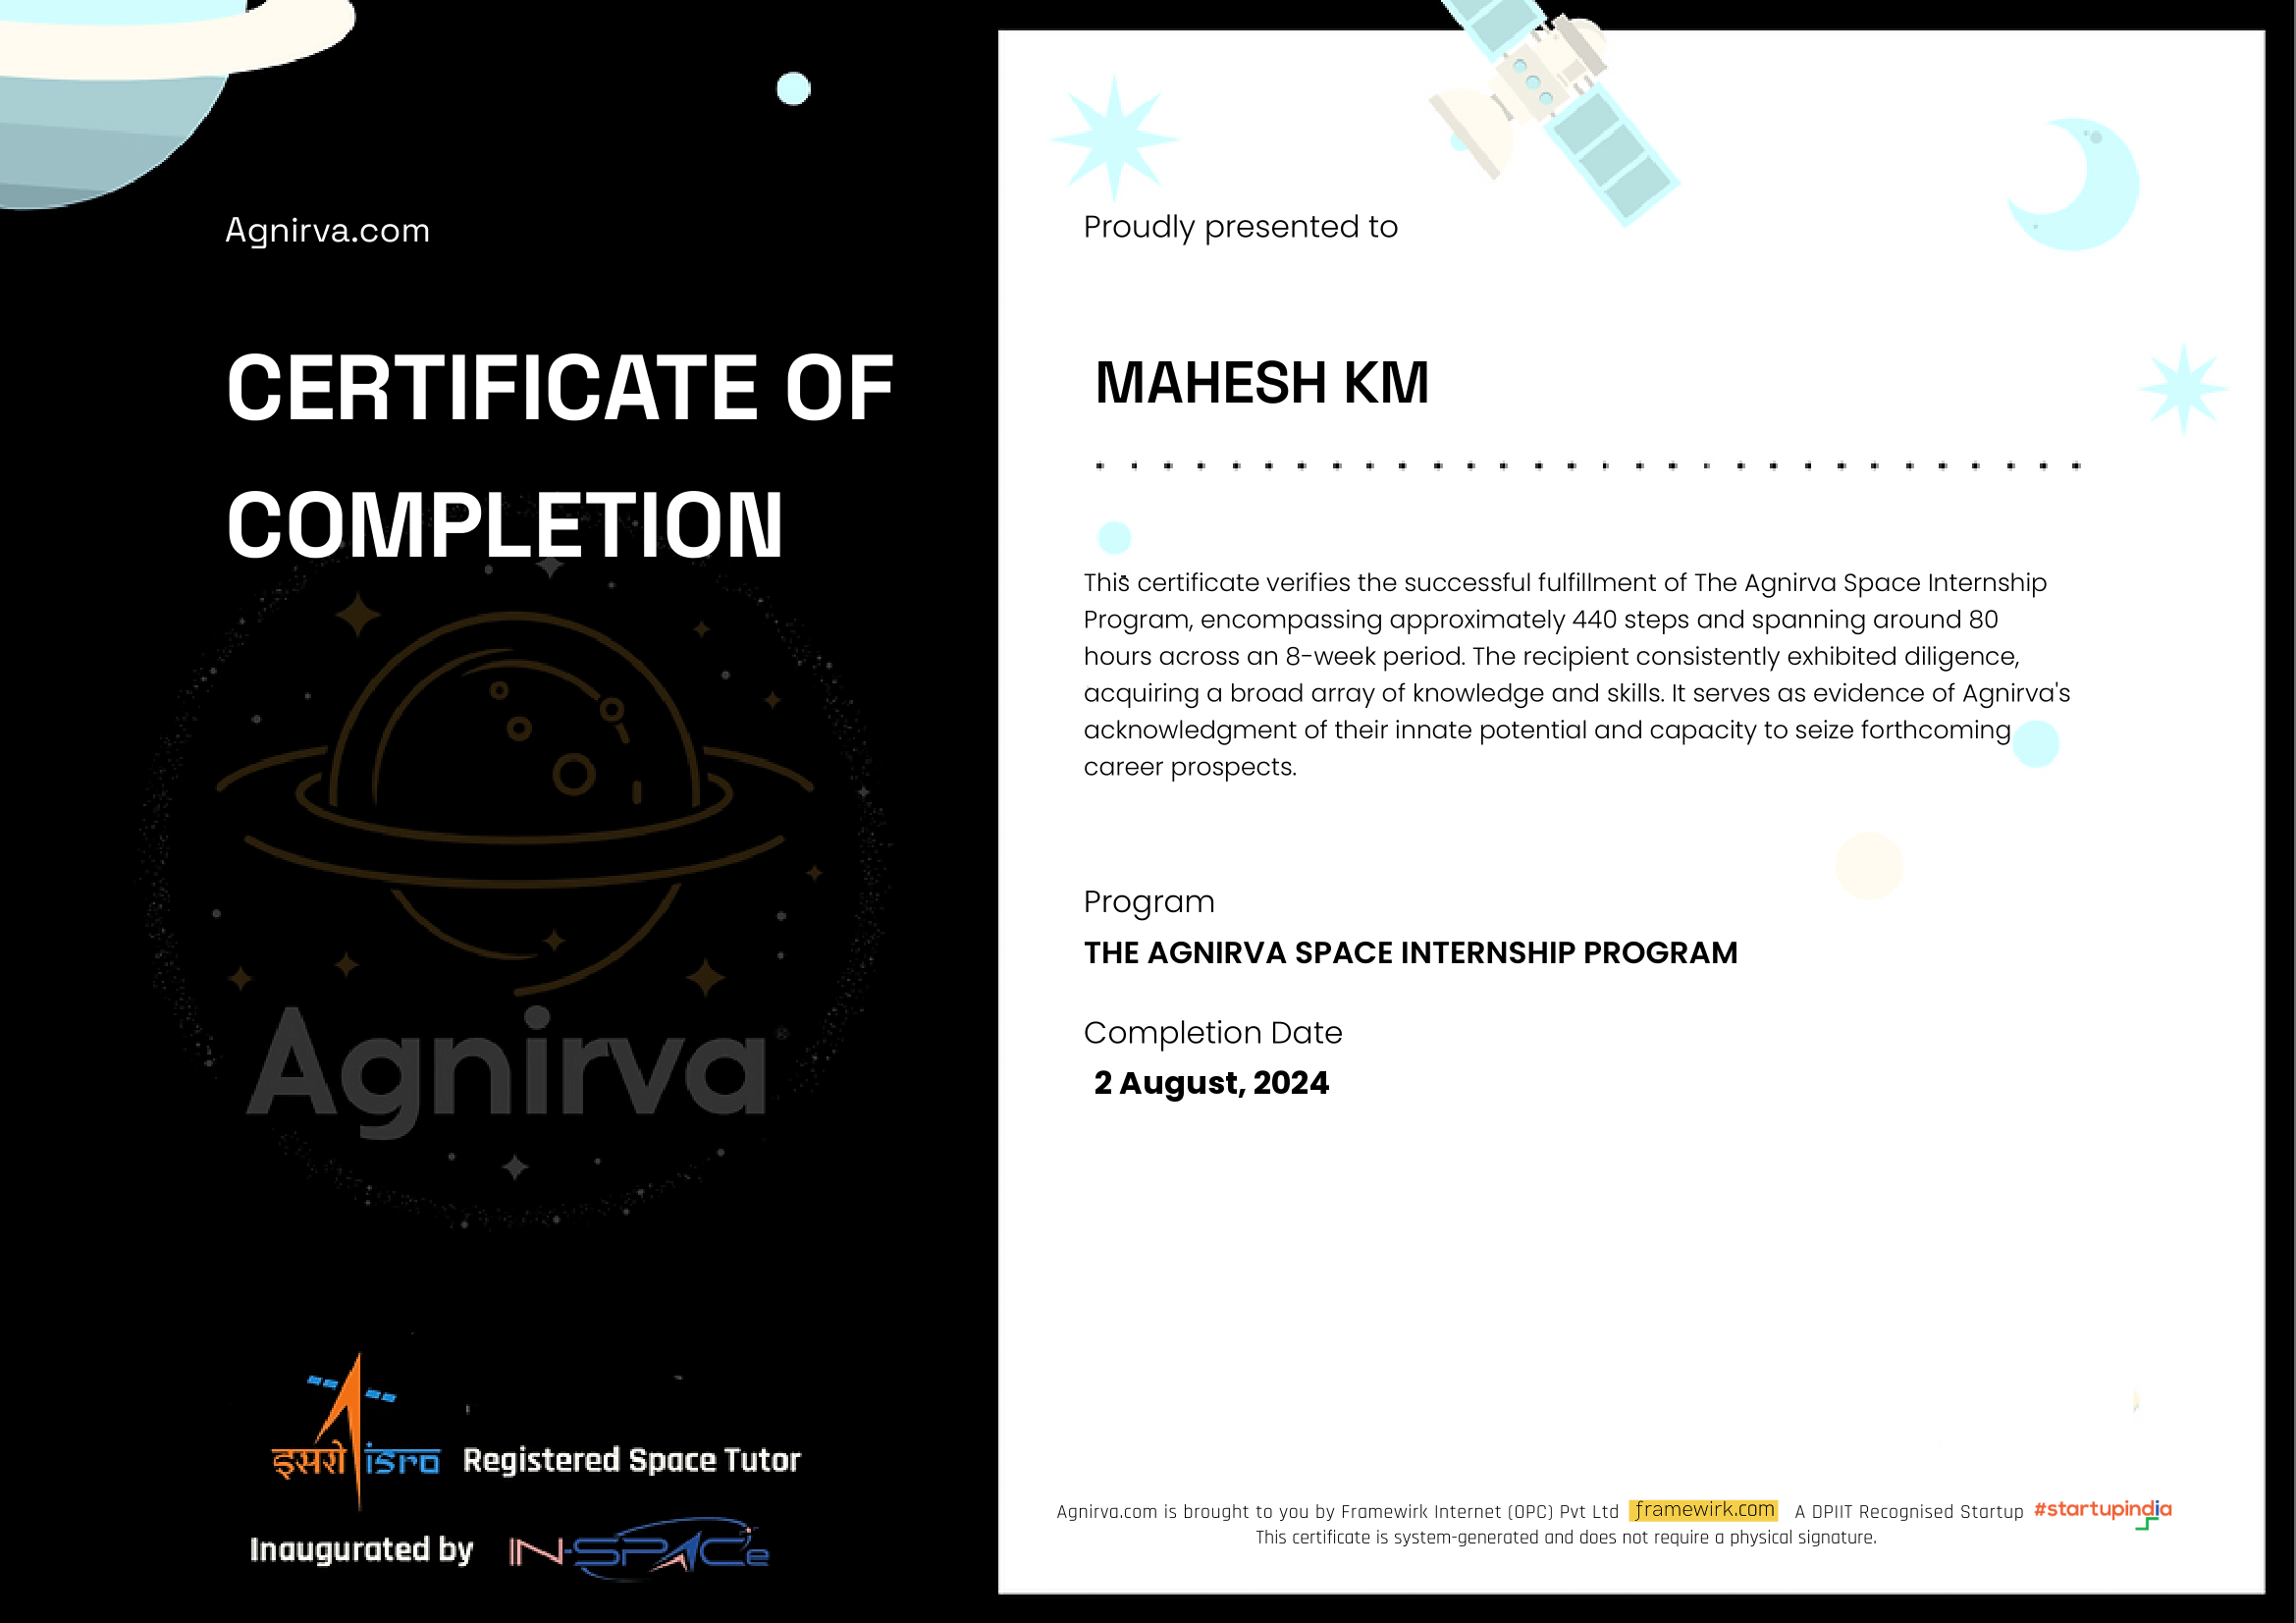 Agnirva.com
CERTIFICATE OF
COMPLETION
Agnirva
इसरो isro Registered Space Tutor
Inaugurated by IN-SPACe
Proudly presented to
MAHESH KM
This certificate verifies the successful fulfillment of The Agnirva Space Internship
Program, encompassing approximately 440 steps and spanning around 80
hours across an 8-week period. The recipient consistently exhibited diligence,
acquiring a broad array of knowledge and skills. It serves as evidence of Agnirva's
acknowledgment of their innate potential and capacity to seize forthcoming
career prospects.
Program
THE AGNIRVA SPACE INTERNSHIP PROGRAM
Completion Date
2 August, 2024
Agnirva.com is brought to you by Framewirk Internet (OPC) Pvt Ltd framewirk.com A DPIIT Recognised Startup #startupindia
This certificate is system-generated and does not require a physical signature.